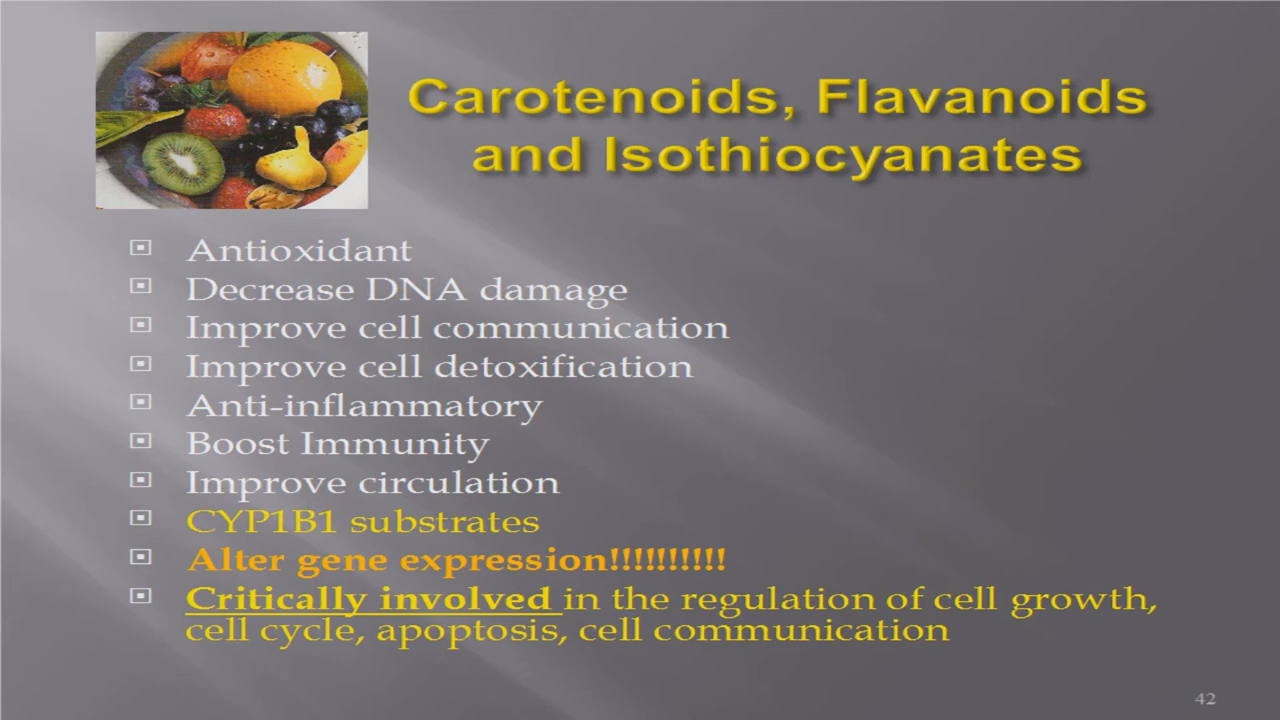 Carotenoids, Flavanoids
and Isothiocyanates
Antioxidant
Decrease DNA damage
Improve cell communication
Improve cell detoxification
Anti-inflammatory
Boost Immunity
Improve circulation
CYP1B1 substrates
Alter gene expression!!!!!!!!!!
Critically involved in the regulation of cell growth,
cell cycle, apoptosis, cell communication
42